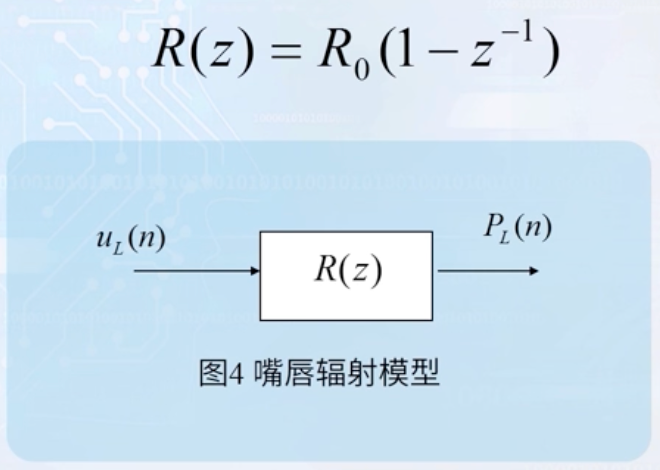 R(z) = R₀(1 − z⁻¹)
u_L(n)
R(z)
P_L(n)
图4 嘴唇辐射模型